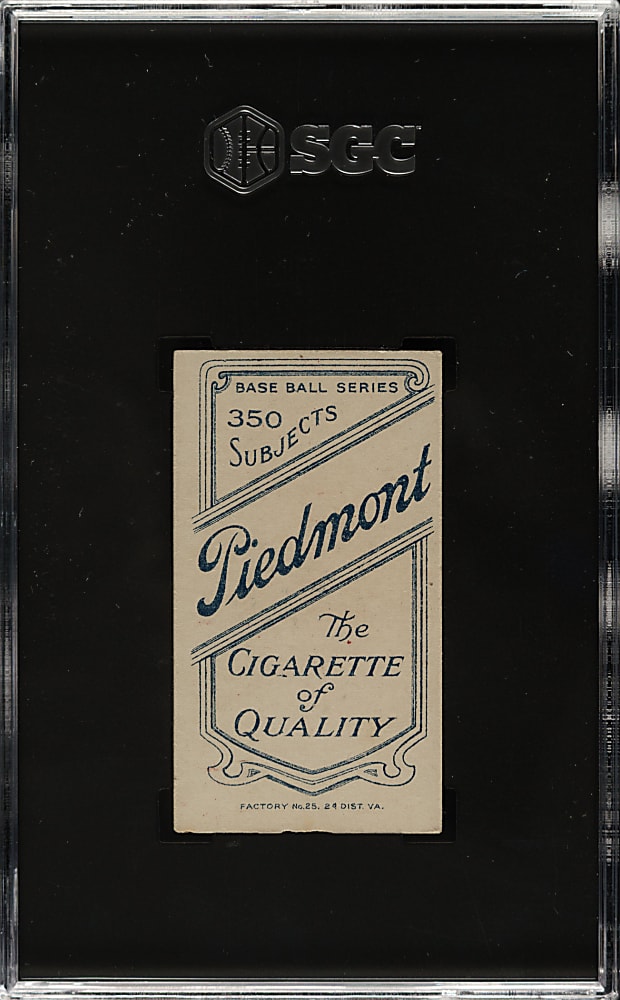 SGC
BASE BALL SERIES
350
SUBJECTS
Piedmont
The
CIGARETTE
of
QUALITY
FACTORY No. 25, 2d DIST. VA.